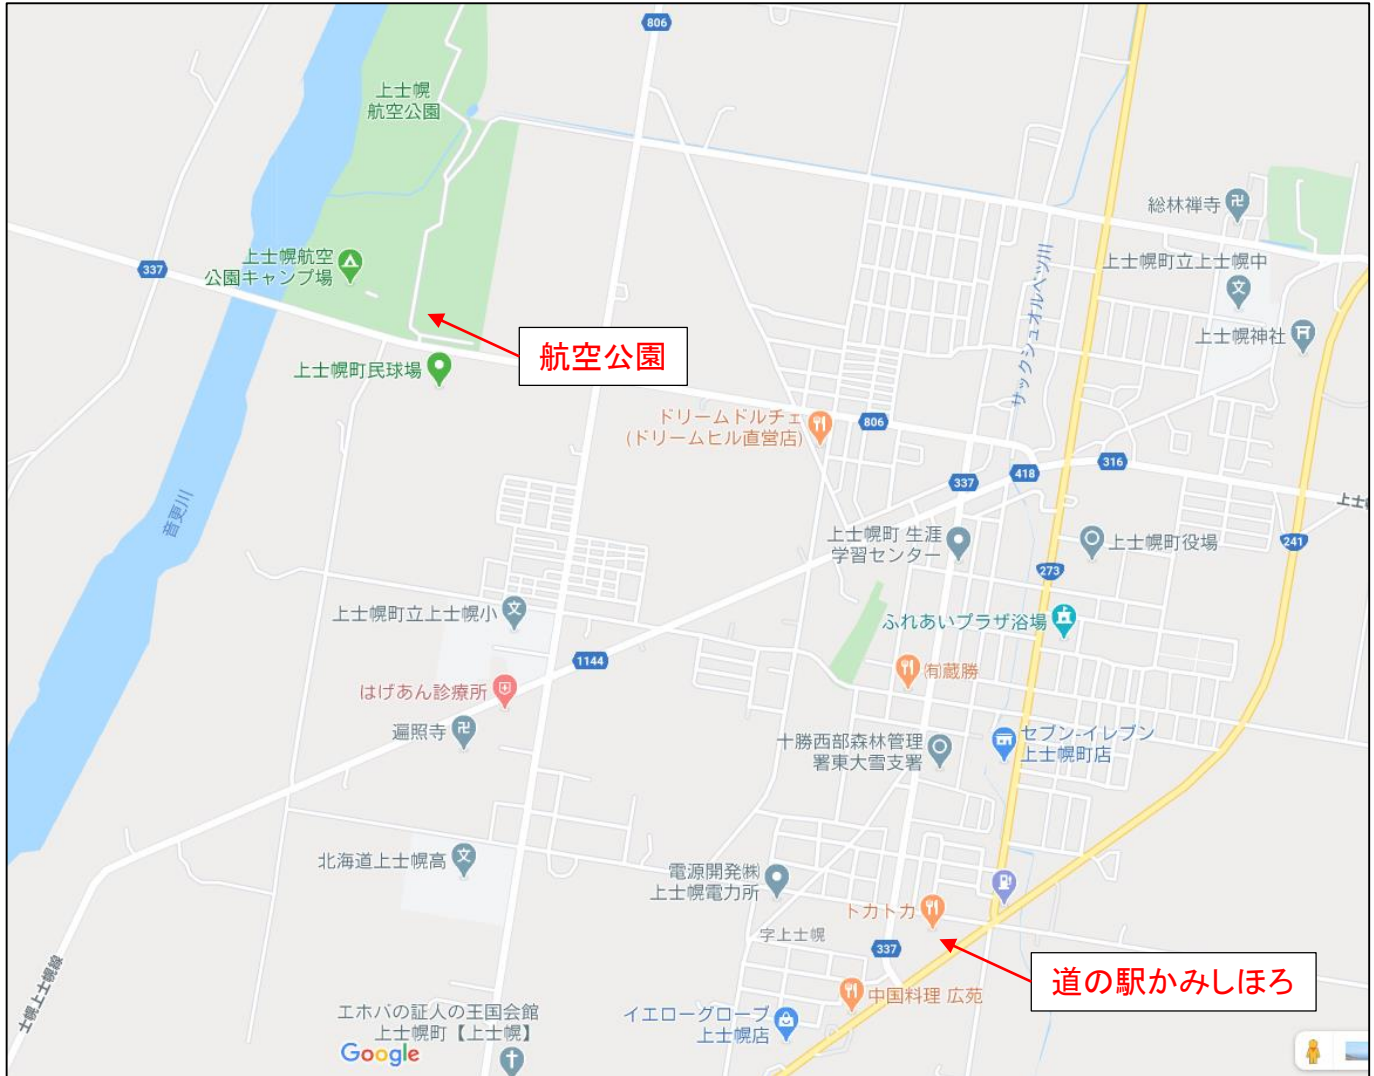 806
上士幌
航空公園
総林禅寺
上士幌航空
公園キャンプ場
337
上士幌町立上士幌中
サックシュオルベツ川
上士幌神社
航空公園
上士幌町民球場
ドリームドルチェ
(ドリームヒル直営店)
806
337
418
316
上士
音更川
上士幌町 生涯
学習センター
上士幌町役場
241
273
上士幌町立上士幌小
ふれあいプラザ浴場
1144
はげあん診療所
㈲蔵勝
遍照寺
十勝西部森林管理
署東大雪支署
セブン-イレブン
上士幌町店
北海道上士幌高
電源開発㈱
上士幌電力所
トカトカ
字上士幌
337
道の駅かみしほろ
士幌上士幌線
中国料理 広苑
エホバの証人の王国会館
上士幌町【上士幌】
イエローグローブ
上士幌店
Google